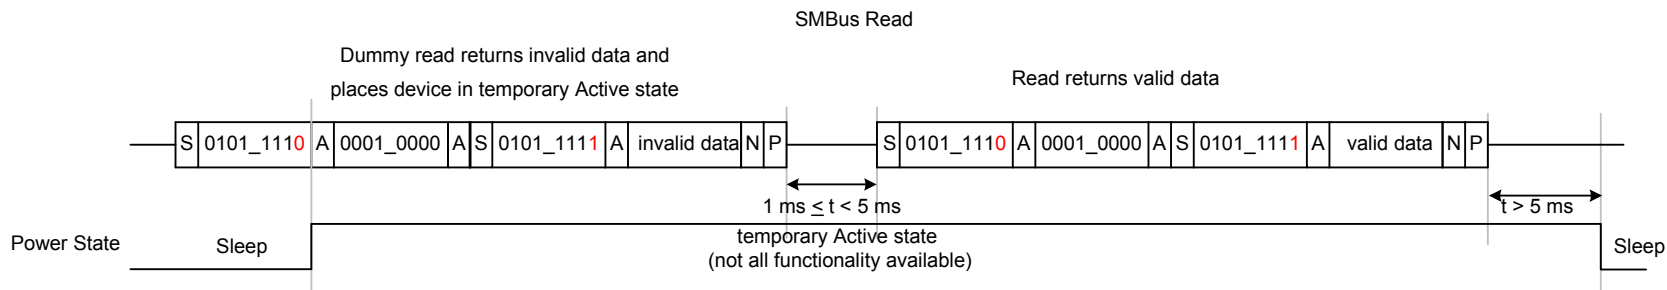 SMBus Read
Dummy read returns invalid data and
places device in temporary Active state
Read returns valid data
S 0101_1110 A 0001_0000 A S 0101_1111 A invalid data N P S 0101_1110 A 0001_0000 A S 0101_1111 A valid data N P
1 ms ≤ t < 5 ms
t > 5 ms
Power State
Sleep
temporary Active state
(not all functionality available)
Sleep